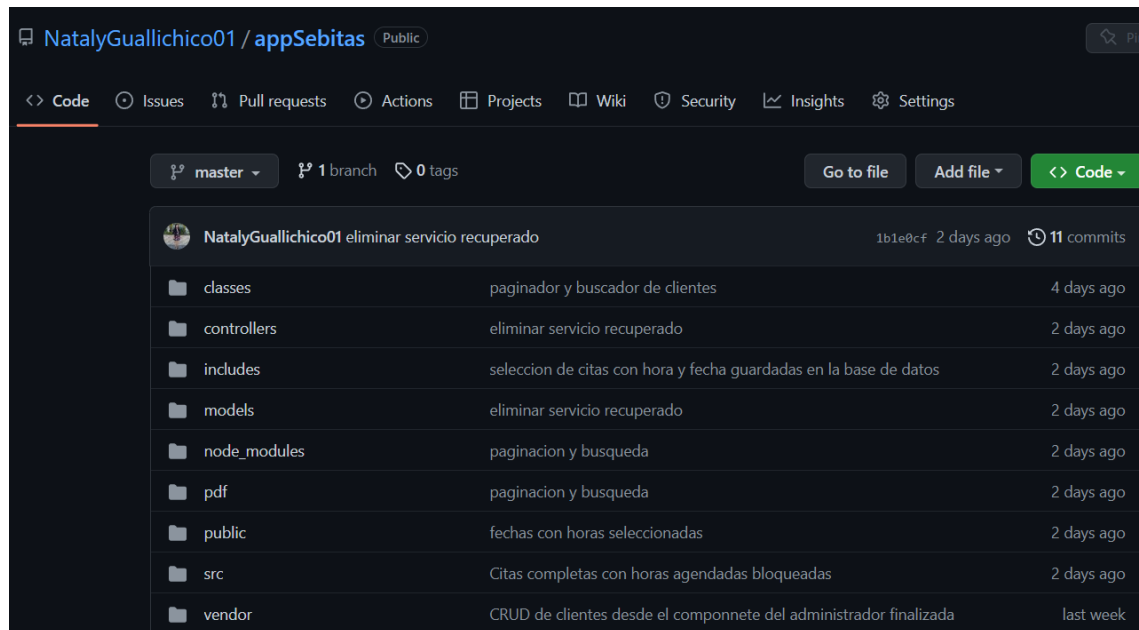 NatalyGuallichico01 / appSebitas Public
Code Issues Pull requests Actions Projects Wiki Security Insights Settings
master 1 branch 0 tags Go to file Add file Code
NatalyGuallichico01 eliminar servicio recuperado 1b1e0cf 2 days ago 11 commits
classes paginador y buscador de clientes 4 days ago
controllers eliminar servicio recuperado 2 days ago
includes seleccion de citas con hora y fecha guardadas en la base de datos 2 days ago
models eliminar servicio recuperado 2 days ago
node_modules paginacion y busqueda 2 days ago
pdf paginacion y busqueda 2 days ago
public fechas con horas seleccionadas 2 days ago
src Citas completas con horas agendadas bloqueadas 2 days ago
vendor CRUD de clientes desde el componnete del administrador finalizada last week